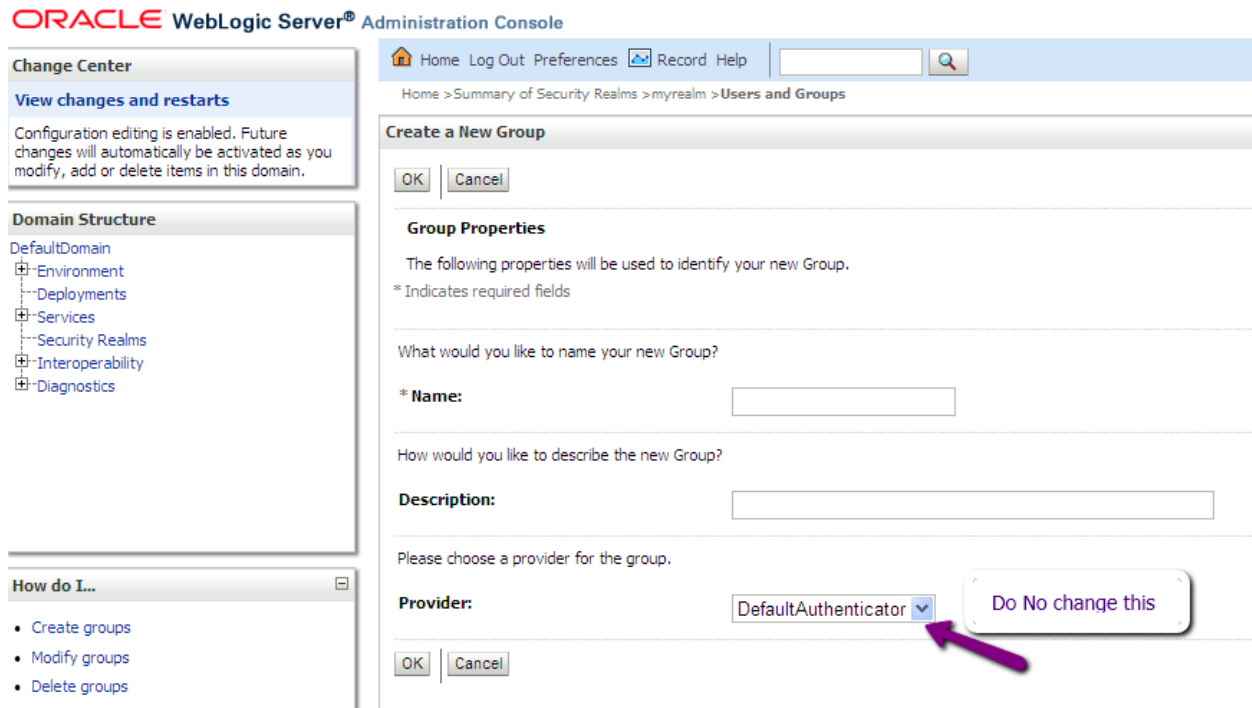 ORACLE WebLogic Server® Administration Console
Change Center
View changes and restarts
Configuration editing is enabled. Future
changes will automatically be activated as you
modify, add or delete items in this domain.
Domain Structure
DefaultDomain
Environment
Deployments
Services
Security Realms
Interoperability
Diagnostics
How do I...
Create groups
Modify groups
Delete groups
Home Log Out Preferences Record Help
Home >Summary of Security Realms >myrealm >Users and Groups
Create a New Group
OK Cancel
Group Properties
The following properties will be used to identify your new Group.
* Indicates required fields
What would you like to name your new Group?
* Name:
How would you like to describe the new Group?
Description:
Please choose a provider for the group.
Provider: DefaultAuthenticator Do No change this
OK Cancel